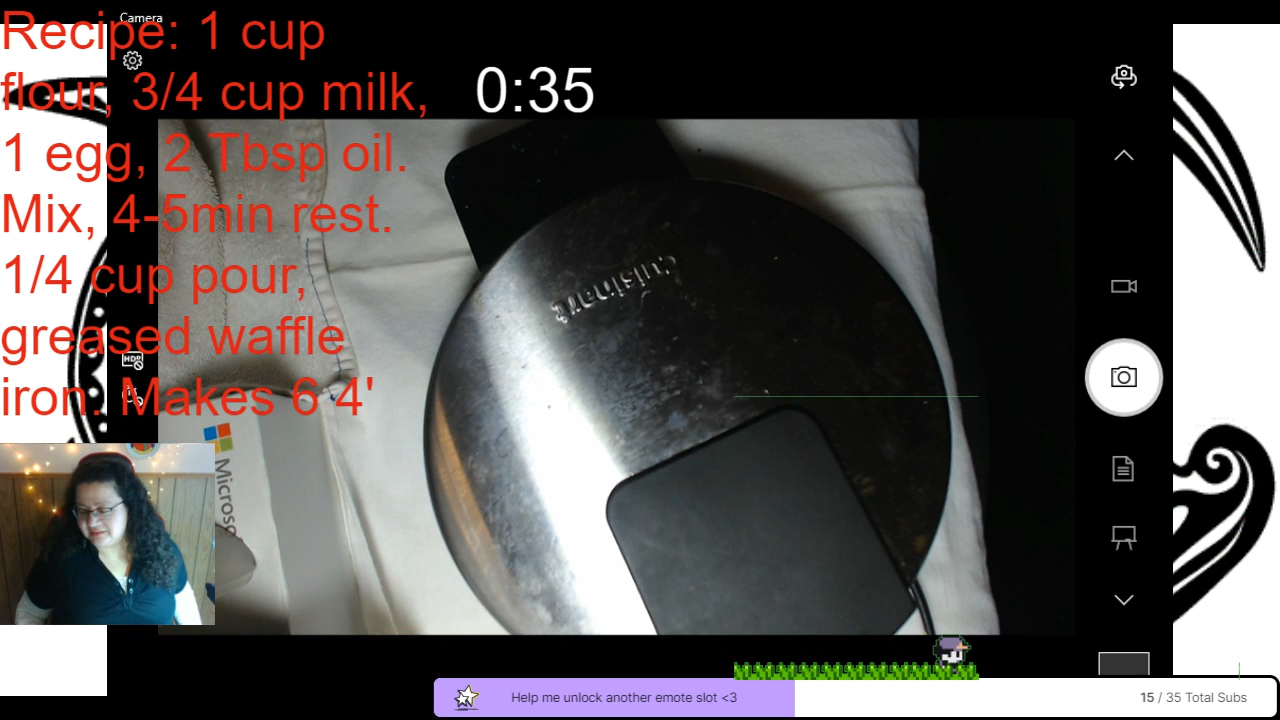 Camera
Recipe: 1 cup
flour, 3/4 cup milk,
1 egg, 2 Tbsp oil.
Mix, 4-5min rest.
1/4 cup pour,
greased waffle
iron. Makes 6 4'
0:35
Cuisinart
HDR
Microso
Help me unlock another emote slot <3
15 / 35 Total Subs